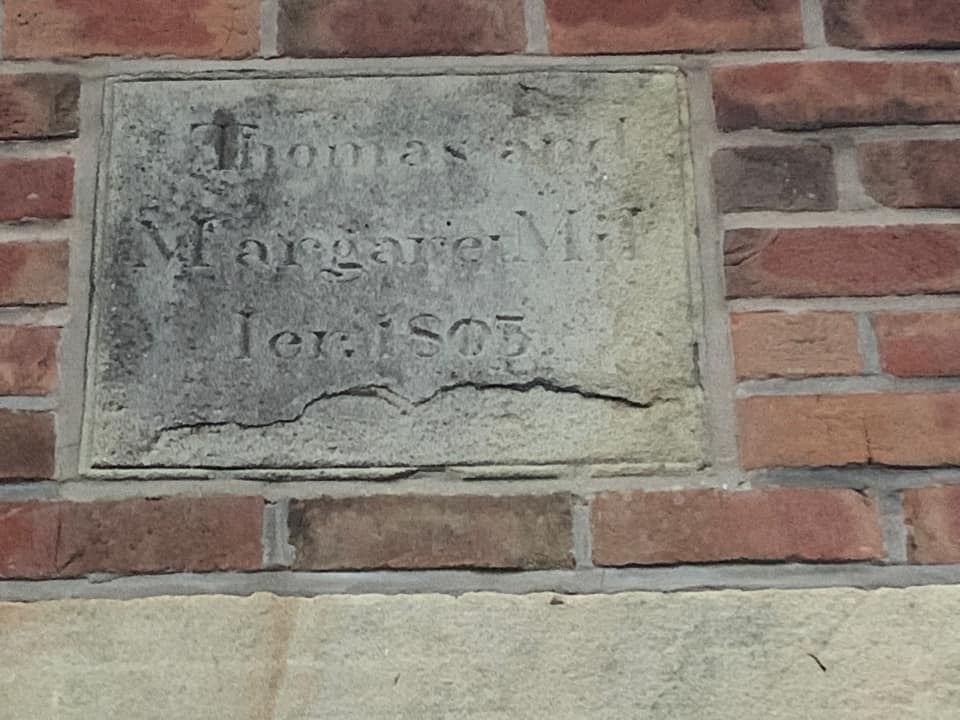 Thomas and
Margaret Mil
ler. 1805